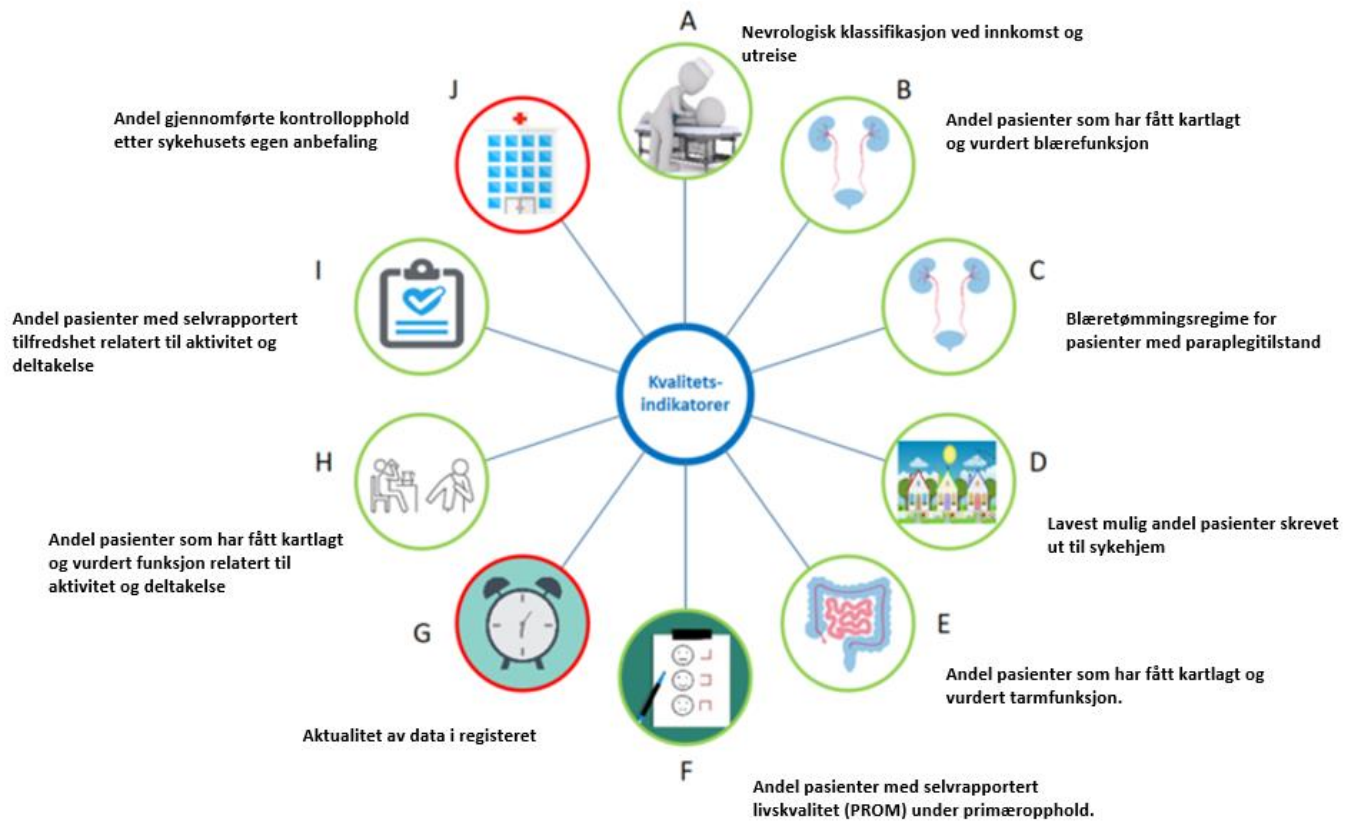 A
Nevrologisk klassifikasjon ved innkomst og
utreise
B
Andel pasienter som har fått kartlagt
og vurdert blærefunksjon
C
Blæretømmingsregime for
pasienter med paraplegitilstand
D
Lavest mulig andel pasienter skrevet
ut til sykehjem
E
Andel pasienter som har fått kartlagt og
vurdert tarmfunksjon.
F
Andel pasienter med selvrapportert
livskvalitet (PROM) under primæropphold.
G
Aktualitet av data i registeret
H
Andel pasienter som har fått kartlagt
og vurdert funksjon relatert til
aktivitet og deltakelse
I
Andel pasienter med selvrapportert
tilfredshet relatert til aktivitet og
deltakelse
J
Andel gjennomførte kontrollopphold
etter sykehusets egen anbefaling
Kvalitets-
indikatorer